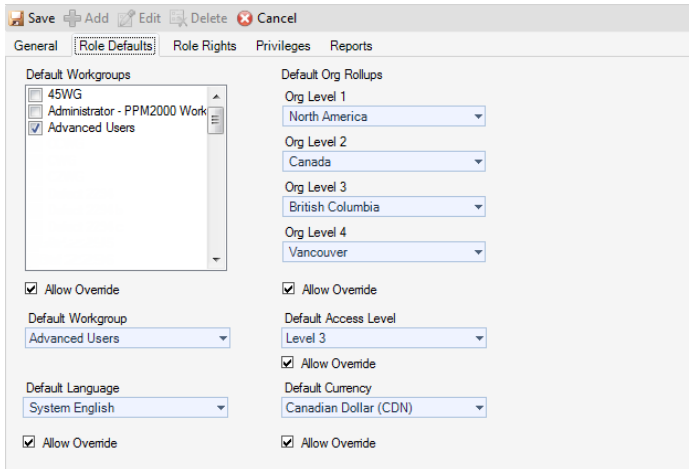 Save Add Edit Delete Cancel
General Role Defaults Role Rights Privileges Reports
Default Workgroups
45WG
Administrator - PPM2000 Work
Advanced Users
Allow Override
Default Workgroup
Advanced Users
Default Language
System English
Allow Override
Default Org Rollups
Org Level 1
North America
Org Level 2
Canada
Org Level 3
British Columbia
Org Level 4
Vancouver
Allow Override
Default Access Level
Level 3
Allow Override
Default Currency
Canadian Dollar (CDN)
Allow Override